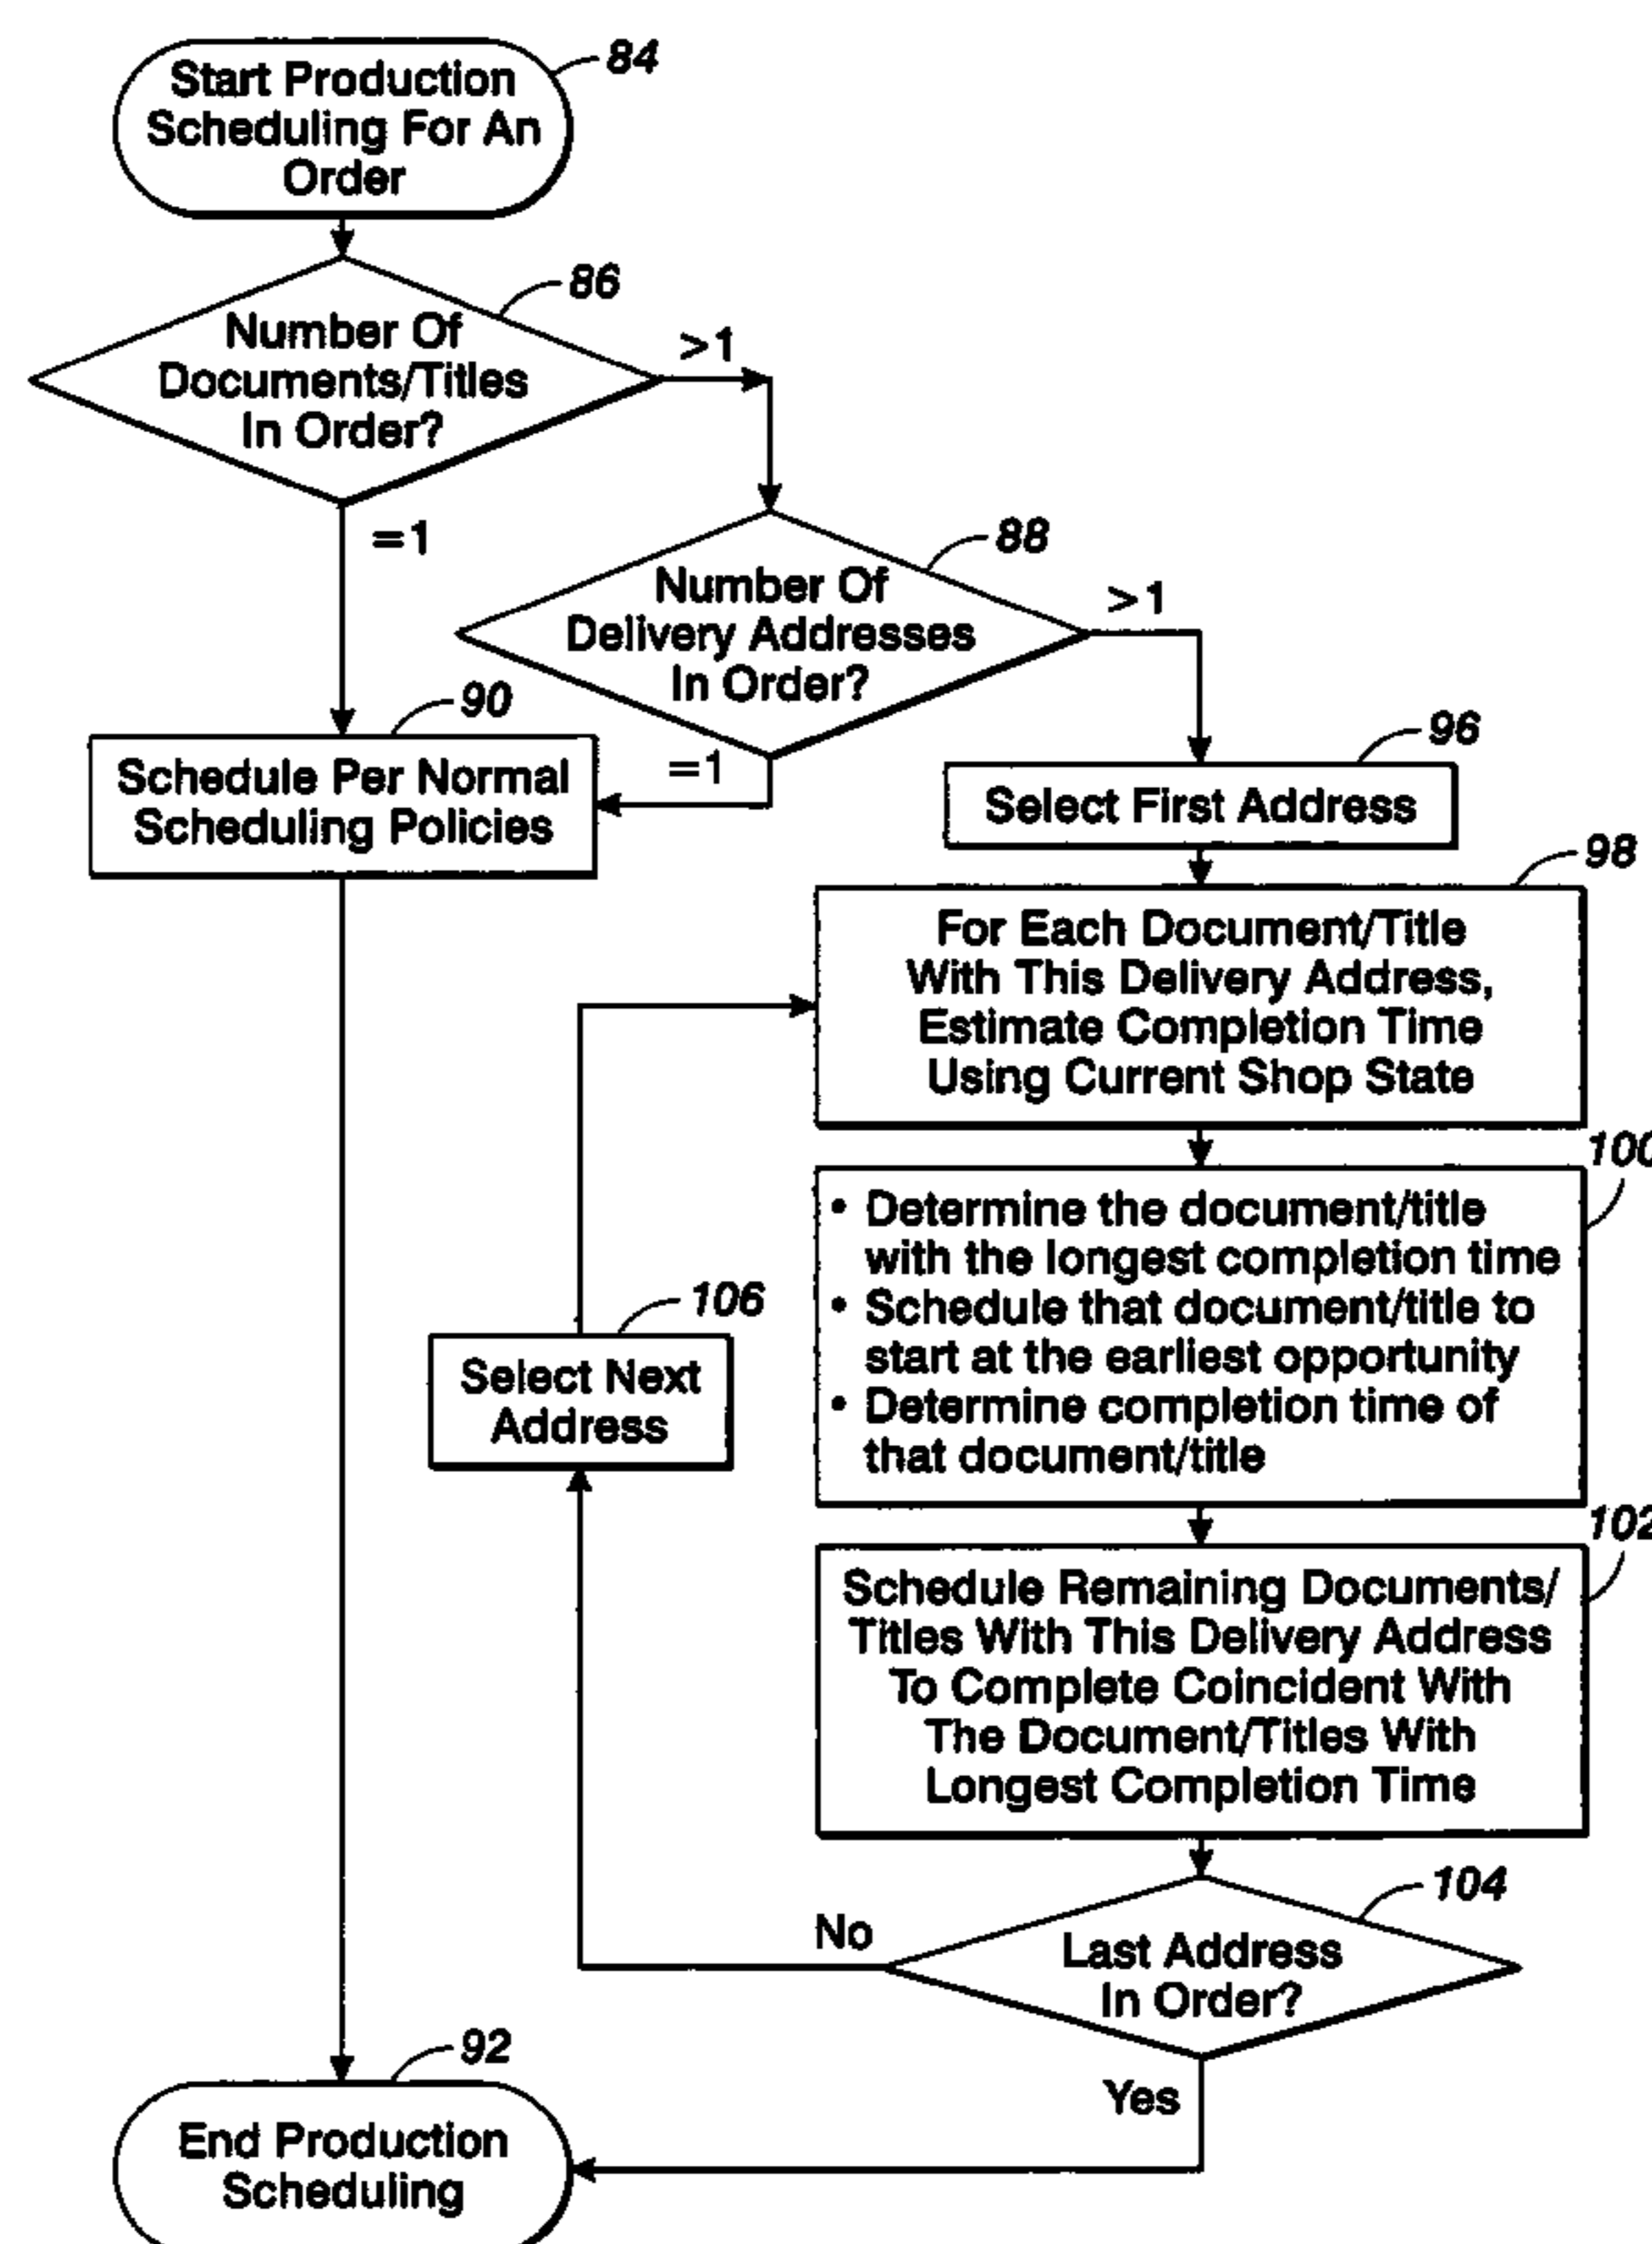 84
Start Production
Scheduling For An
Order
86
Number Of
Documents/Titles
In Order?
>1
=1
88
Number Of
Delivery Addresses
In Order?
>1
=1
90
Schedule Per Normal
Scheduling Policies
96
Select First Address
98
For Each Document/Title
With This Delivery Address,
Estimate Completion Time
Using Current Shop State
100
• Determine the document/title
with the longest completion time
• Schedule that document/title to
start at the earliest opportunity
• Determine completion time of
that document/title
106
Select Next
Address
102
Schedule Remaining Documents/
Titles With This Delivery Address
To Complete Coincident With
The Document/Titles With
Longest Completion Time
104
Last Address
In Order?
No
Yes
92
End Production
Scheduling